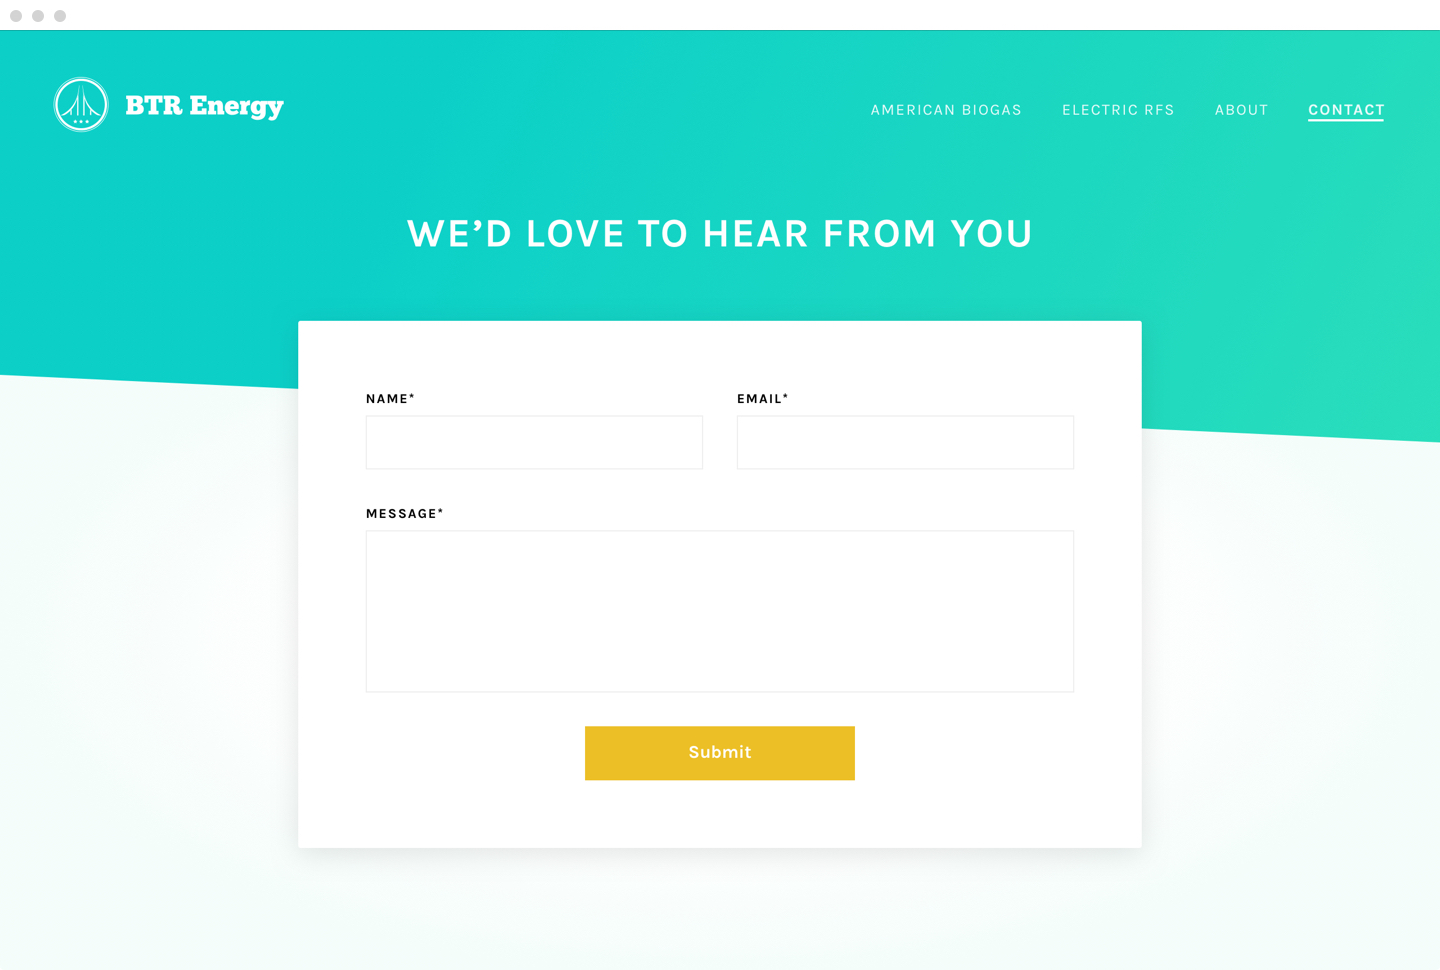 BTR Energy
AMERICAN BIOGAS ELECTRIC RFS ABOUT CONTACT
WE’D LOVE TO HEAR FROM YOU
NAME* EMAIL*
MESSAGE*
Submit